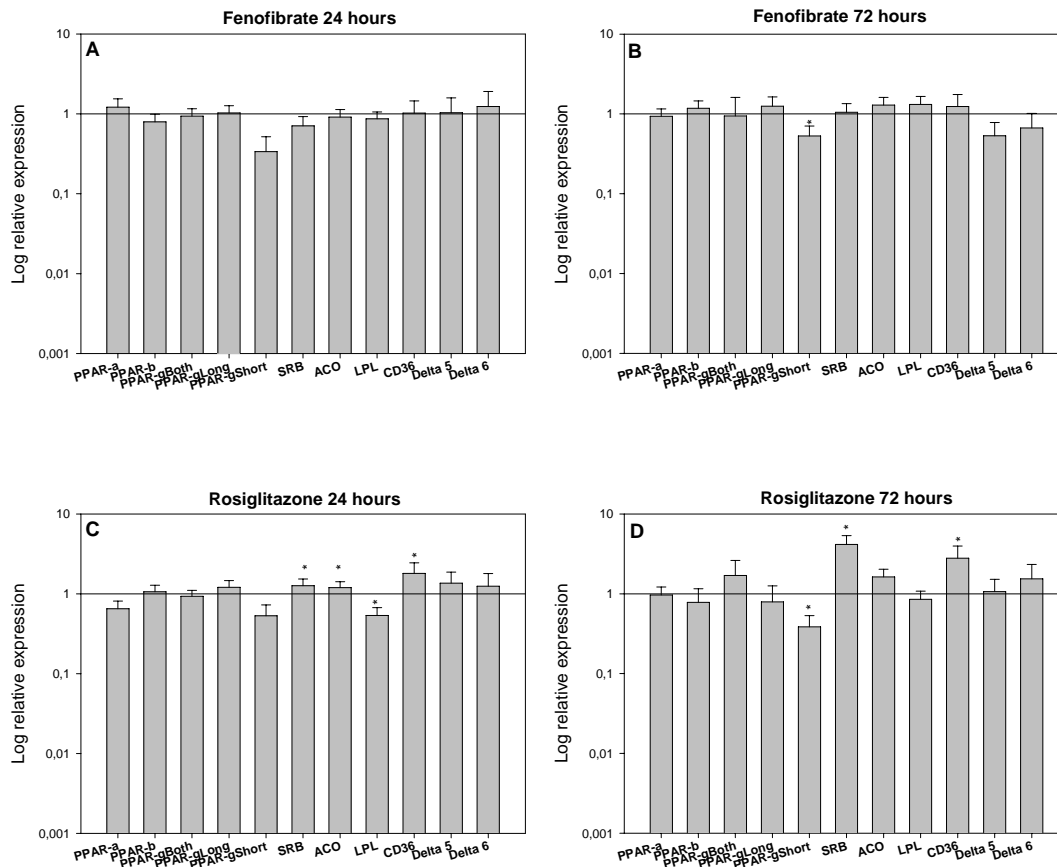 Fenofibrate 24 hours
A
Log relative expression
10
1
0,1
0,01
0,001
PPAR-a
PPAR-b
PPAR-gBoth
PPAR-gLong
PPAR-gShort
SRB
ACO
LPL
CD36
Delta 5
Delta 6
Fenofibrate 72 hours
B
Log relative expression
10
1
0,1
0,01
0,001
*
PPAR-a
PPAR-b
PPAR-gBoth
PPAR-gLong
PPAR-gShort
SRB
ACO
LPL
CD36
Delta 5
Delta 6
Rosiglitazone 24 hours
C
Log relative expression
10
1
0,1
0,01
0,001
* * * *
PPAR-a
PPAR-b
PPAR-gBoth
PPAR-gLong
PPAR-gShort
SRB
ACO
LPL
CD36
Delta 5
Delta 6
Rosiglitazone 72 hours
D
Log relative expression
10
1
0,1
0,01
0,001
* * *
PPAR-a
PPAR-b
PPAR-gBoth
PPAR-gLong
PPAR-gShort
SRB
ACO
LPL
CD36
Delta 5
Delta 6